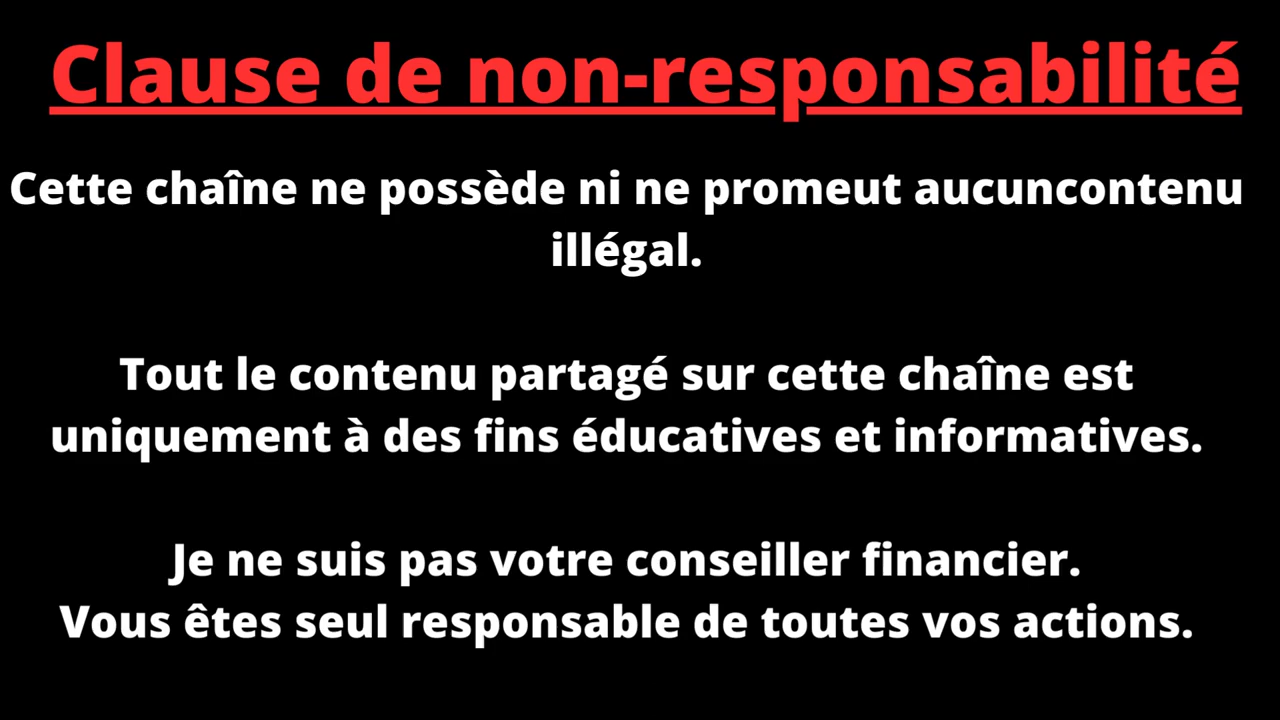 Clause de non-responsabilité
Cette chaîne ne possède ni ne promeut aucuncontenu
illégal.
Tout le contenu partagé sur cette chaîne est
uniquement à des fins éducatives et informatives.
Je ne suis pas votre conseiller financier.
Vous êtes seul responsable de toutes vos actions.